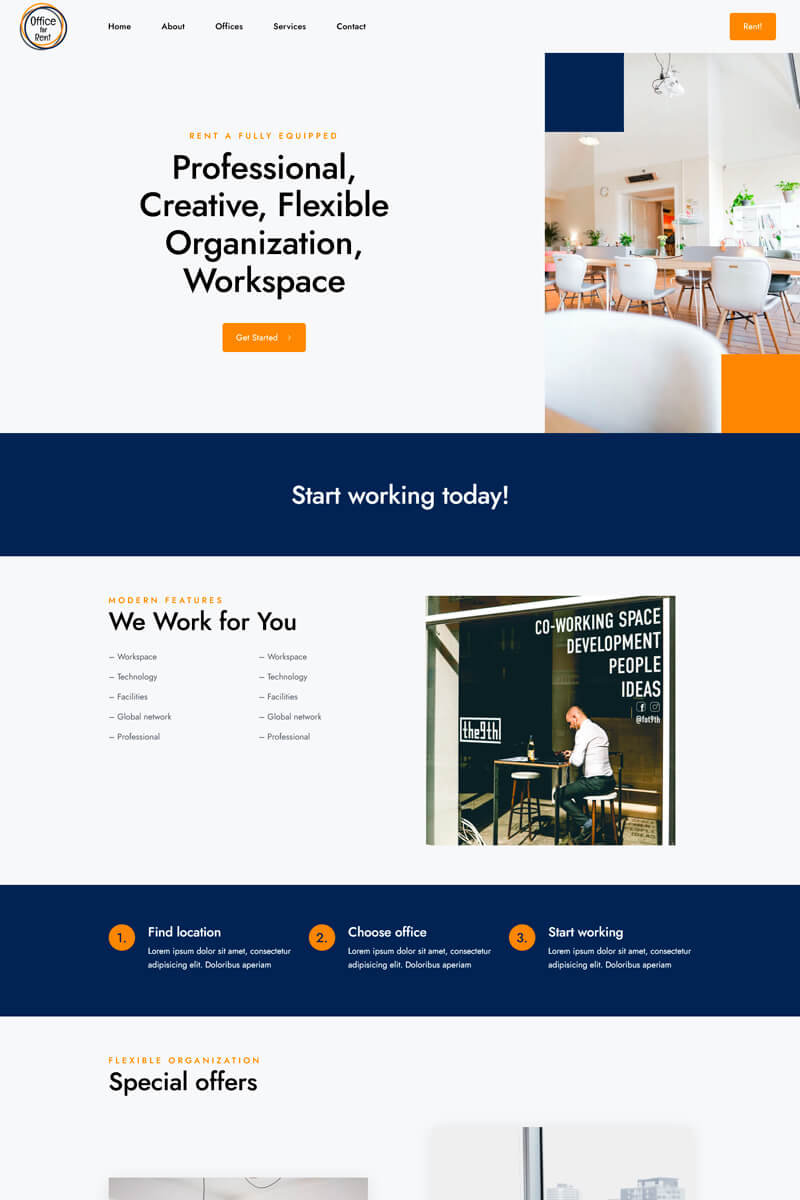 Office
for
Rent
Home About Offices Services Contact
Rent!
RENT A FULLY EQUIPPED
Professional,
Creative, Flexible
Organization,
Workspace
Get Started
Start working today!
MODERN FEATURES
We Work for You
– Workspace
– Technology
– Facilities
– Global network
– Professional
– Workspace
– Technology
– Facilities
– Global network
– Professional
CO-WORKING SPACE
DEVELOPMENT
PEOPLE
IDEAS
@fat9th
the9th
1. Find location
Lorem ipsum dolor sit amet, consectetur
adipisicing elit. Doloribus aperiam
2. Choose office
Lorem ipsum dolor sit amet, consectetur
adipisicing elit. Doloribus aperiam
3. Start working
Lorem ipsum dolor sit amet, consectetur
adipisicing elit. Doloribus aperiam
FLEXIBLE ORGANIZATION
Special offers